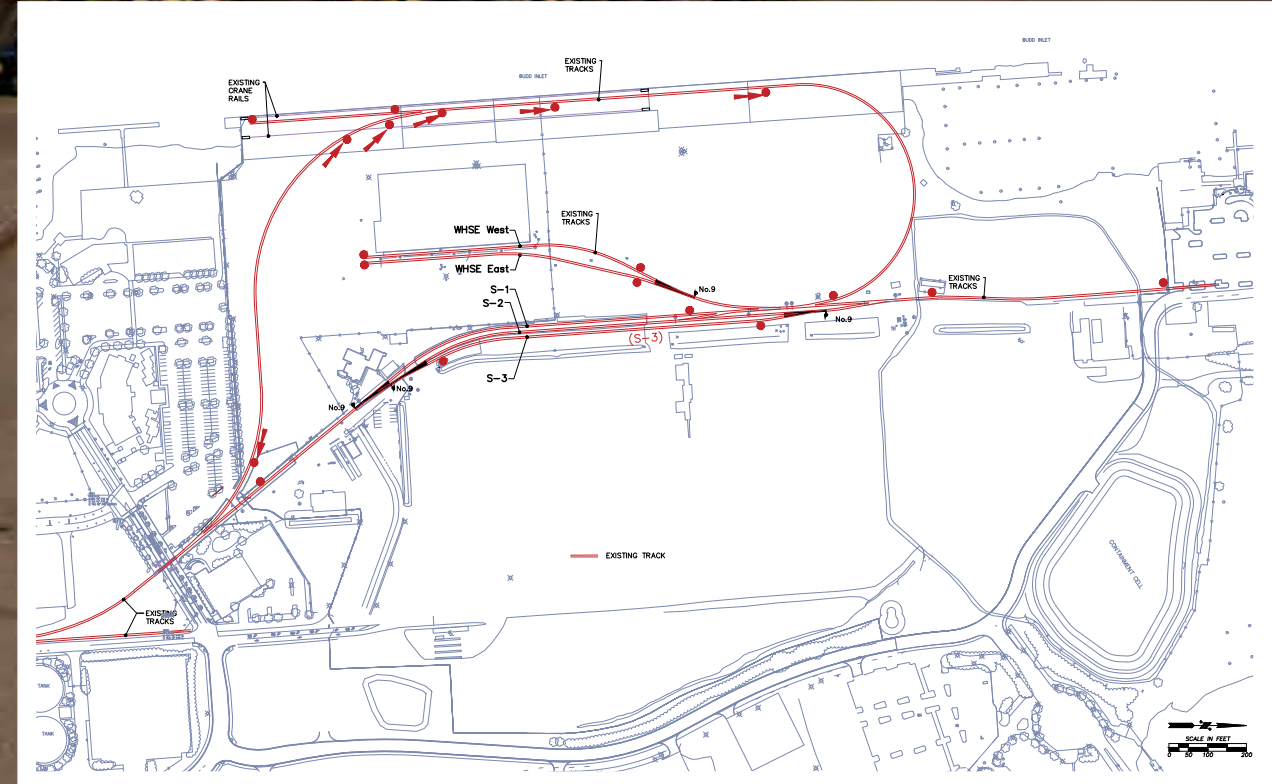 BUDD INLET
BUDD INLET
EXISTING
TRACKS
EXISTING
CRANE
RAILS
EXISTING
TRACKS
WHSE West
WHSE East
S-1
S-2
(S-3)
S-3
No.9
No.9
EXISTING
TRACKS
No.9
No.9
EXISTING TRACK
CONTAINMENT CELL
EXISTING
TRACKS
TANK
TANK
SCALE IN FEET
0 50 100 200